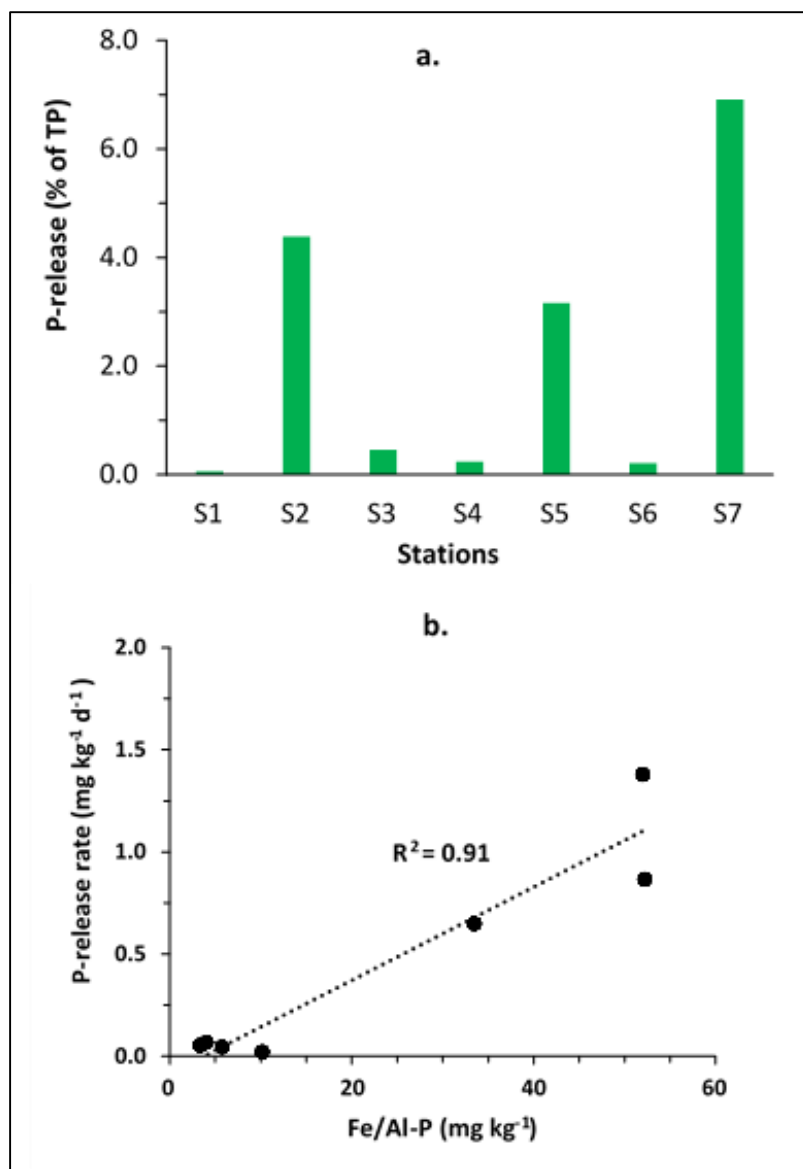 a.
P-release (% of TP)
8.0
6.0
4.0
2.0
0.0
S1 S2 S3 S4 S5 S6 S7
Stations
b.
P-release rate (mg kg⁻¹ d⁻¹)
2.0
1.5
1.0
0.5
0.0
R² = 0.91
0 20 40 60
Fe/Al-P (mg kg⁻¹)